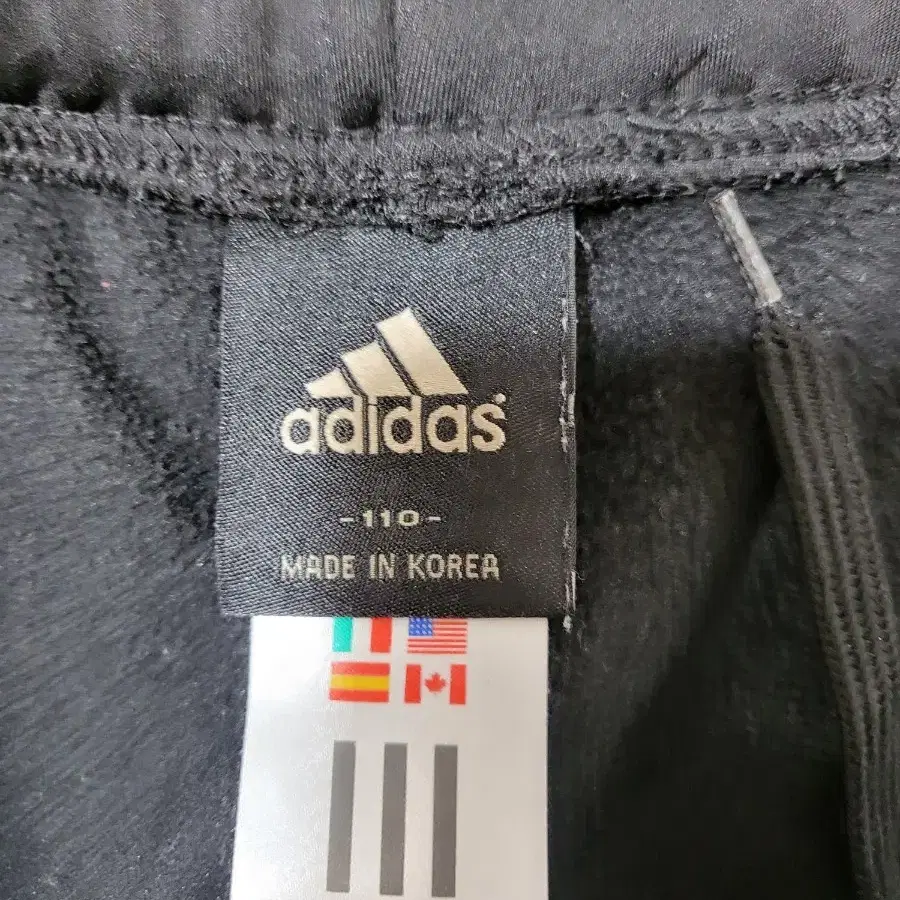 adidas
-110-
MADE IN KOREA